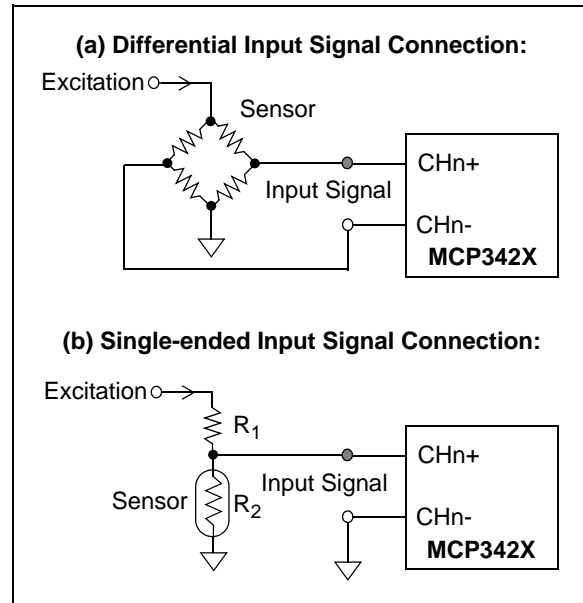 (a) Differential Input Signal Connection:
Excitation
Sensor
CHn+
Input Signal
CHn-
MCP342X
(b) Single-ended Input Signal Connection:
Excitation
R1
CHn+
Input Signal
Sensor
R2
CHn-
MCP342X